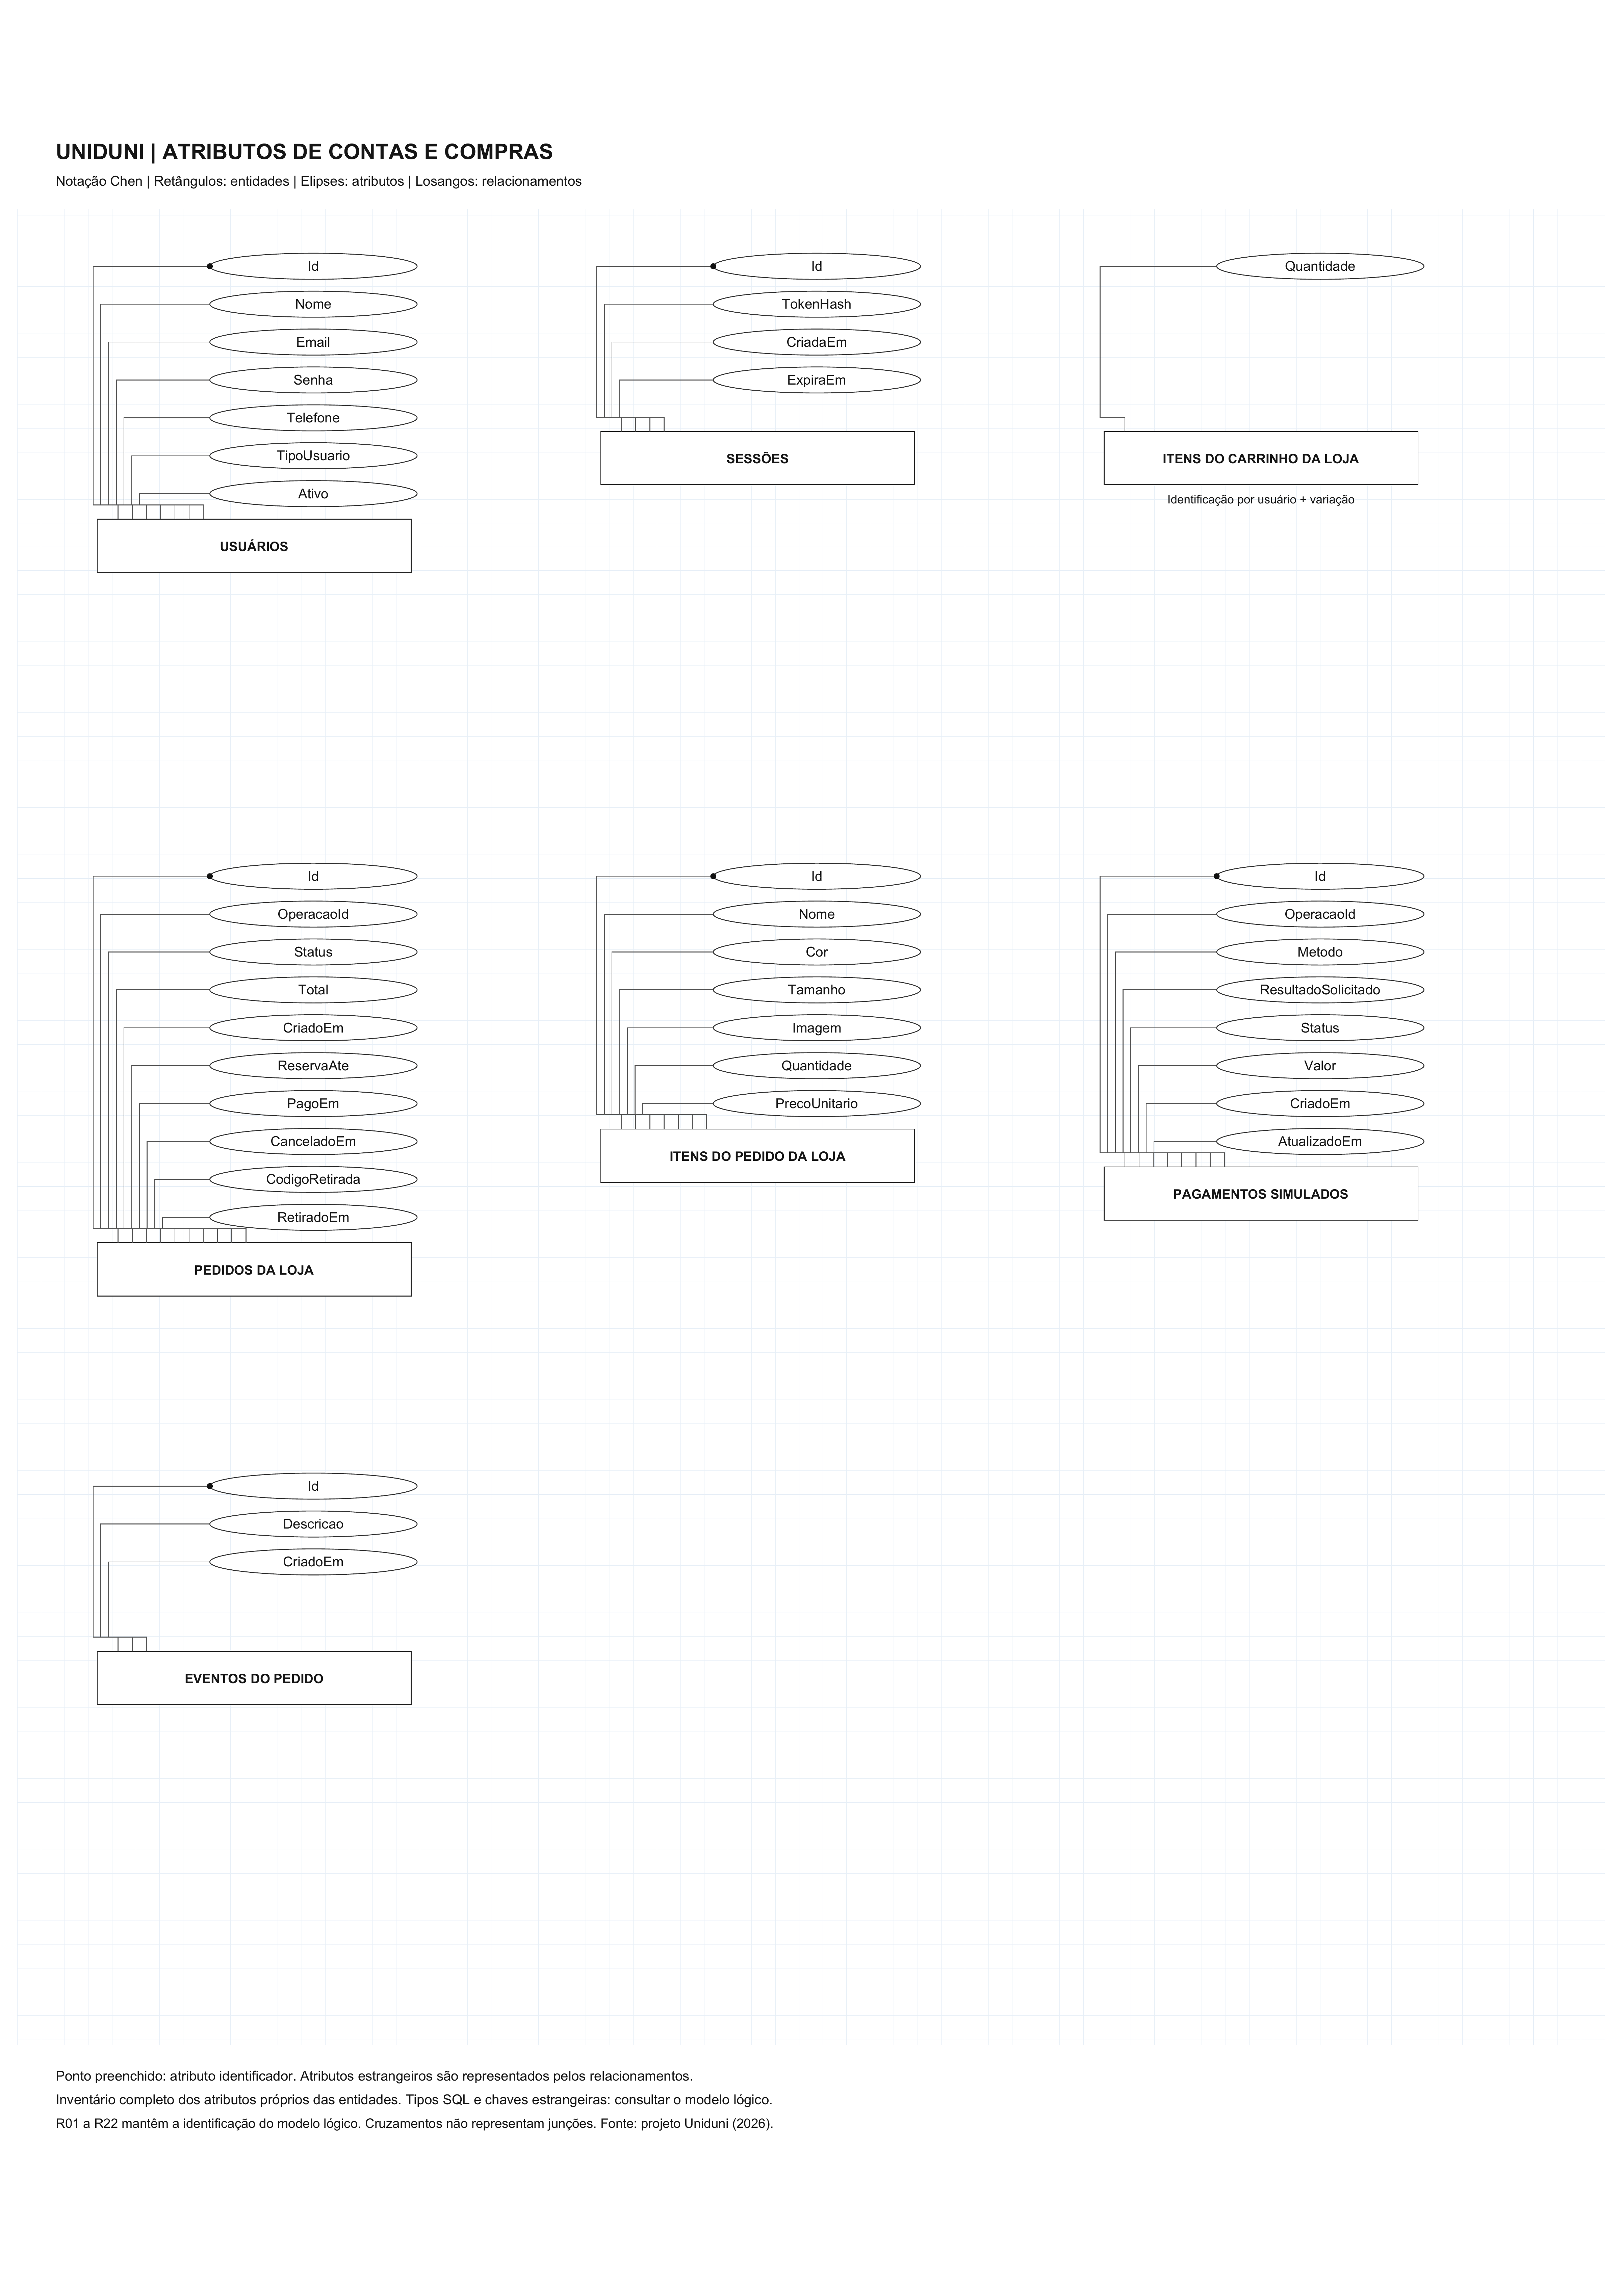 UNIDUNI | ATRIBUTOS DE CONTAS E COMPRAS
Notação Chen | Retângulos: entidades | Elipses: atributos | Losangos: relacionamentos
Id
Nome
Email
Senha
Telefone
TipoUsuario
Ativo
USUÁRIOS
Id
TokenHash
CriadaEm
ExpiraEm
SESSÕES
Quantidade
ITENS DO CARRINHO DA LOJA
Identificação por usuário + variação
Id
OperacaoId
Status
Total
CriadoEm
ReservaAte
PagoEm
CanceladoEm
CodigoRetirada
RetiradoEm
PEDIDOS DA LOJA
Id
Nome
Cor
Tamanho
Imagem
Quantidade
PrecoUnitario
ITENS DO PEDIDO DA LOJA
Id
OperacaoId
Metodo
ResultadoSolicitado
Status
Valor
CriadoEm
AtualizadoEm
PAGAMENTOS SIMULADOS
Id
Descricao
CriadoEm
EVENTOS DO PEDIDO
Ponto preenchido: atributo identificador. Atributos estrangeiros são representados pelos relacionamentos.
Inventário completo dos atributos próprios das entidades. Tipos SQL e chaves estrangeiras: consultar o modelo lógico.
R01 a R22 mantêm a identificação do modelo lógico. Cruzamentos não representam junções. Fonte: projeto Uniduni (2026).